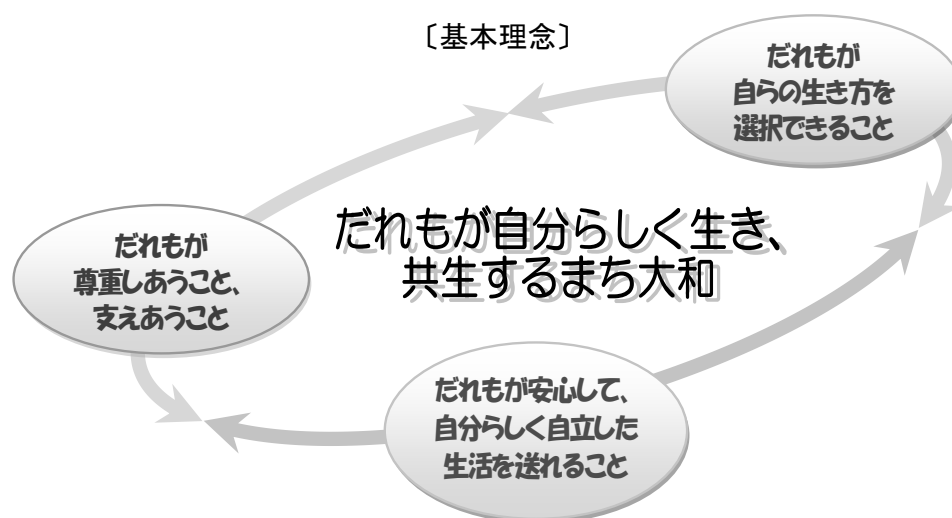 〔基本理念〕
だれもが
自らの生き方を
選択できること
だれもが自分らしく生き、
共生するまち大和
だれもが
尊重しあうこと、
支えあうこと
だれもが安心して、
自分らしく自立した
生活を送れること